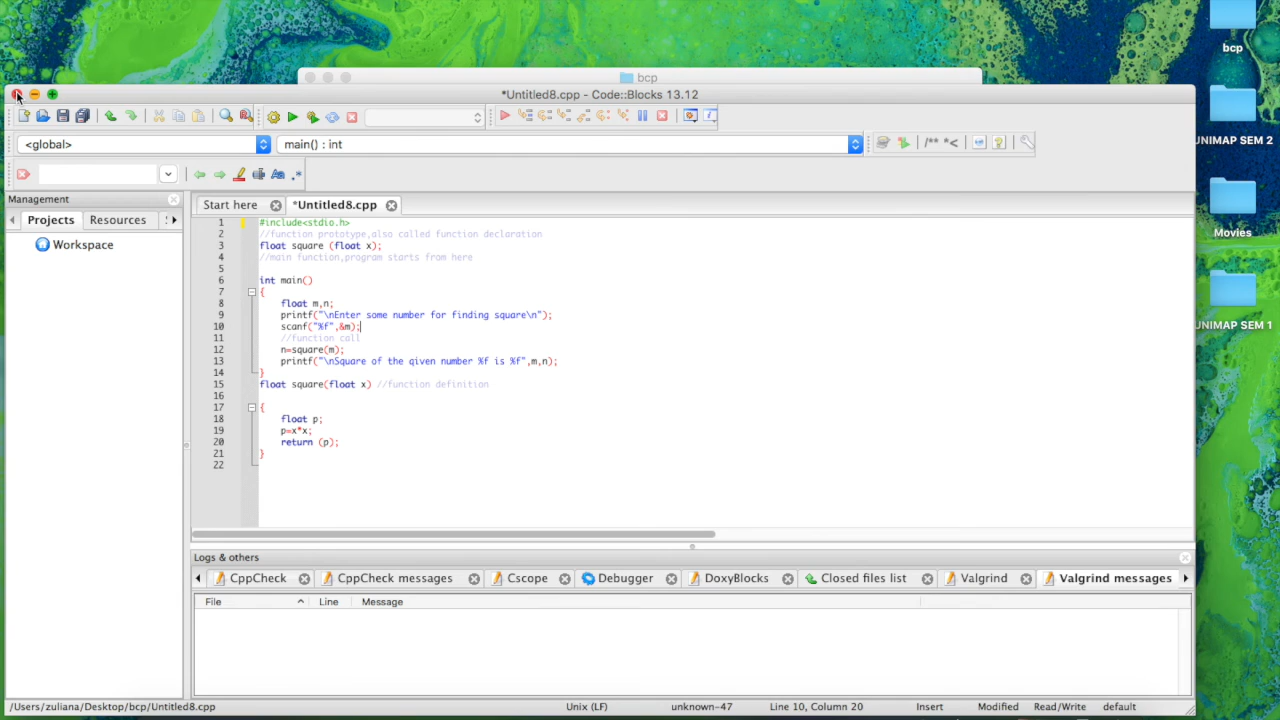 bcp
bcp
*Untitled8.cpp - Code::Blocks 13.12
UNIMAP SEM 2
<global>
main() : int
/** *<
Aa .*
Management
Start here
*Untitled8.cpp
Projects
Resources
Workspace
Movies
UNIMAP SEM 1
1 #include<stdio.h>
2 //function prototype,also called function declaration
3 float square (float x);
4 //main function,program starts from here
5
6 int main()
7 {
8 float m,n;
9 printf("\nEnter some number for finding square\n");
10 scanf("%f",&m);
11 //function call
12 n=square(m);
13 printf("\nSquare of the given number %f is %f",m,n);
14 }
15 float square(float x) //function definition
16
17 {
18 float p;
19 p=x*x;
20 return (p);
21 }
22
Logs & others
CppCheck
CppCheck messages
Cscope
Debugger
DoxyBlocks
Closed files list
Valgrind
Valgrind messages
File
Line
Message
/Users/zuliana/Desktop/bcp/Untitled8.cpp
Unix (LF)
unknown-47
Line 10, Column 20
Insert
Modified
Read/Write
default